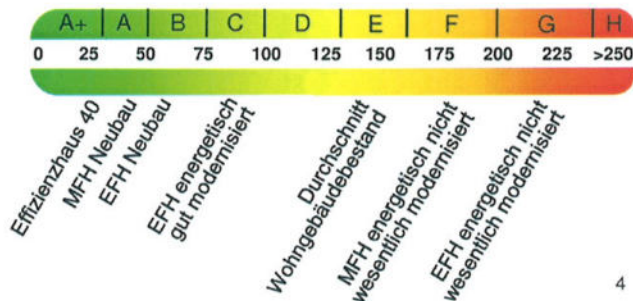 A+ A B C D E F G H
0 25 50 75 100 125 150 175 200 225 >250
Effizienzhaus 40
MFH Neubau
EFH Neubau
EFH energetisch
gut modernisiert
Durchschnitt
Wohngebäudebestand
MFH energetisch nicht
wesentlich modernisiert
EFH energetisch nicht
wesentlich modernisiert
4